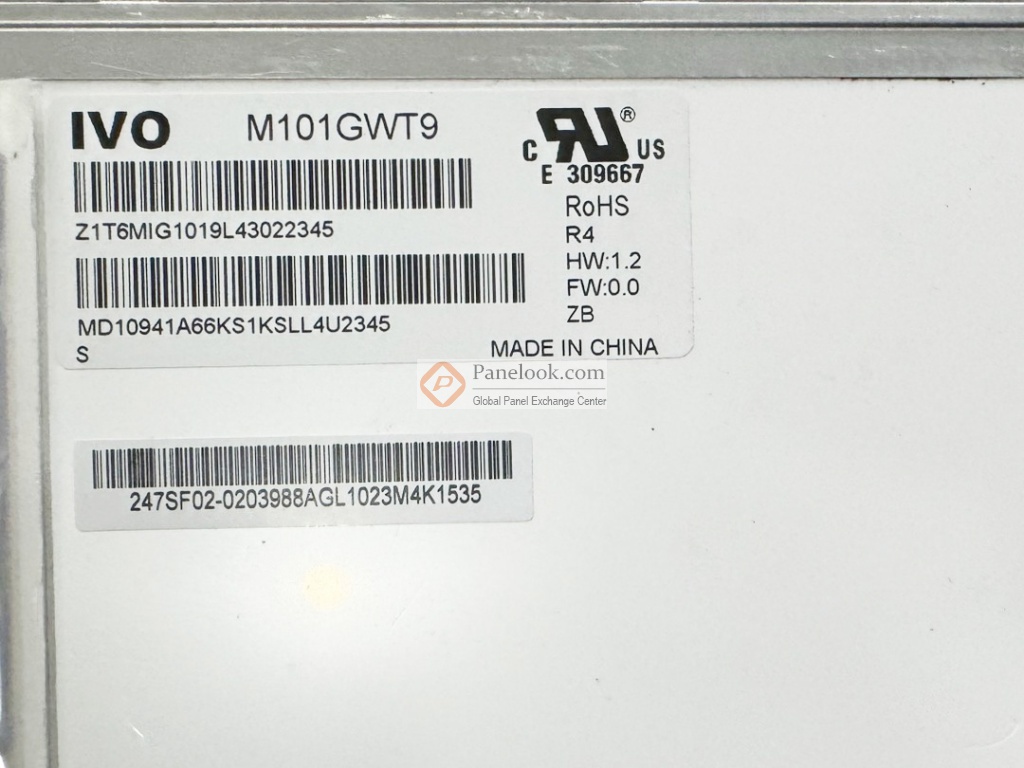 IVO M101GWT9
Z1T6MIG1019L43022345
MD10941A66KS1KSLL4U2345
S
C RU ® US
E 309667
RoHS
R4
HW:1.2
FW:0.0
ZB
MADE IN CHINA
Panelook.com
Global Panel Exchange Center
247SF02-0203988AGL1023M4K1535